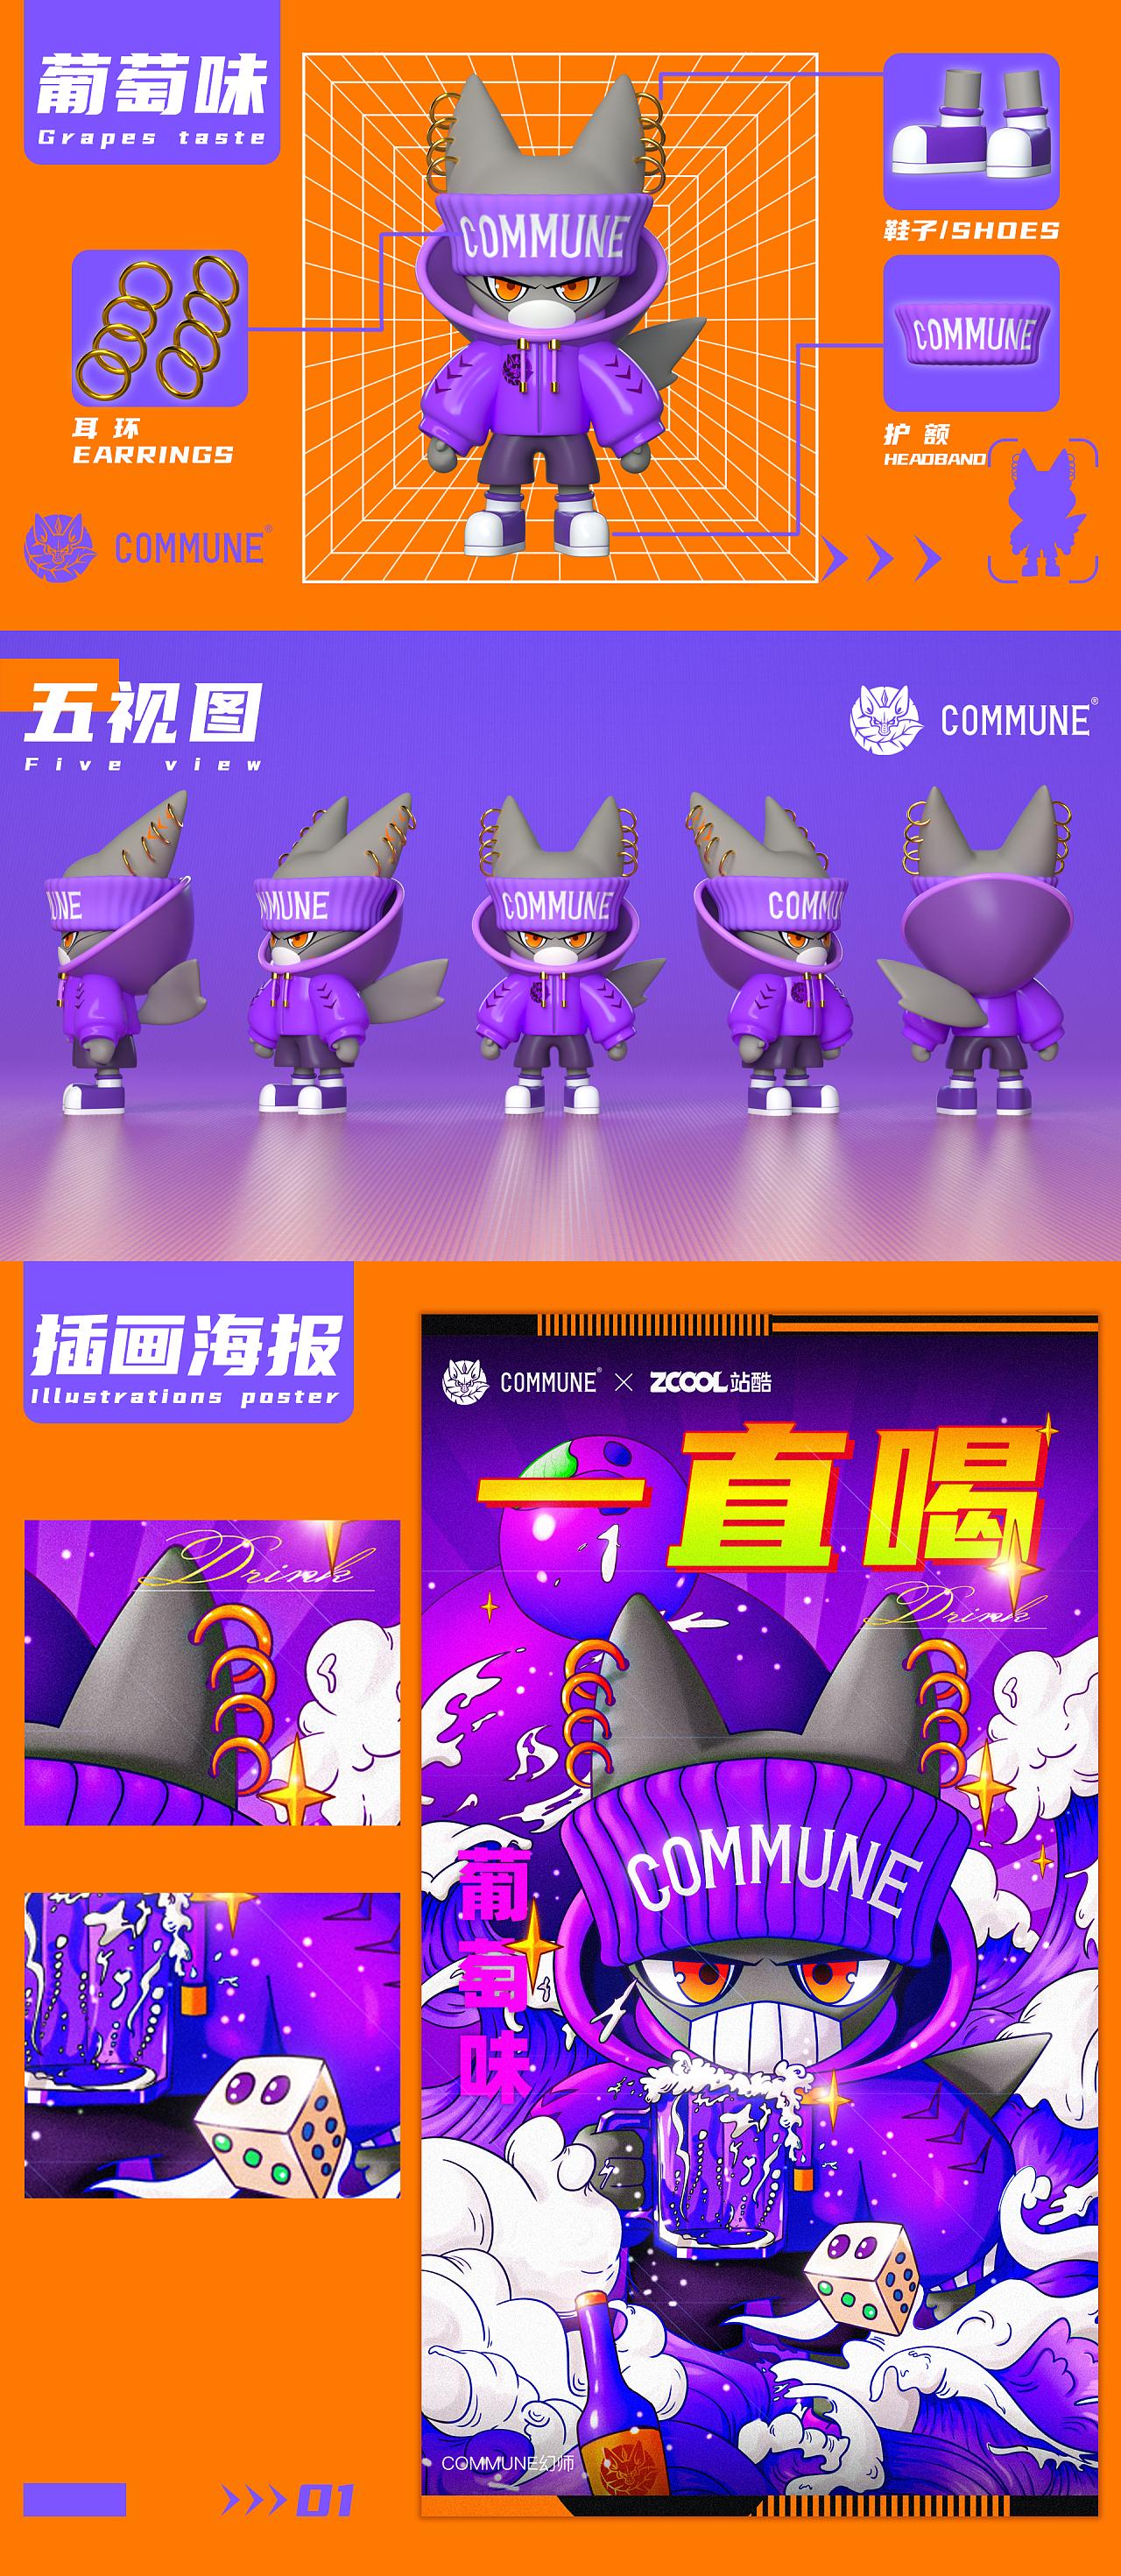 葡萄味
Grapes taste
COMMUNE
鞋子/SHOES
COMMUNE
耳环
EARRINGS
护额
HEADBAND
COMMUNE®
五视图
Five view
COMMUNE®
UNE
MMUNE
COMMUNE
COMMU
插画海报
Illustrations poster
COMMUNE® × ZCOOL站酷
一直喝
Drink
Drink
COMMUNE
葡萄味
COMMUNE幻师
01